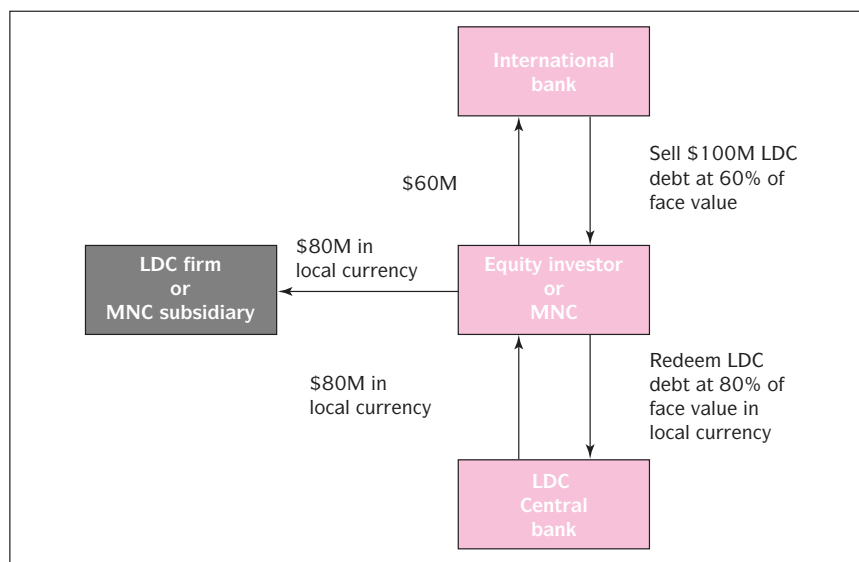 International
bank
Sell $100M LDC
debt at 60% of
face value
$60M
$80M in
local currency
LDC firm
or
MNC subsidiary
Equity investor
or
MNC
$80M in
local currency
Redeem LDC
debt at 80% of
face value in
local currency
LDC
Central
bank